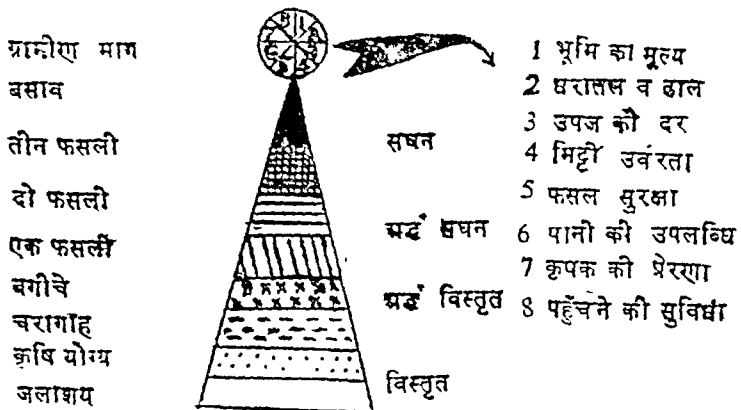 ग्रामीण माग
बसाव
तीन फसली
दो फसली
एक फसली
बगीचे
चरागाह
कृषि योग्य
जलाशय
सघन
अर्द्ध सघन
अर्द्ध विस्तृत
विस्तृत
1 भूमि का मूल्य
2 धरातल व ढाल
3 उपज की दर
4 मिट्टी उर्वरता
5 फसल सुरक्षा
6 पानी की उपलब्धि
7 कृषक की प्रेरणा
8 पहुँचने की सुविधा